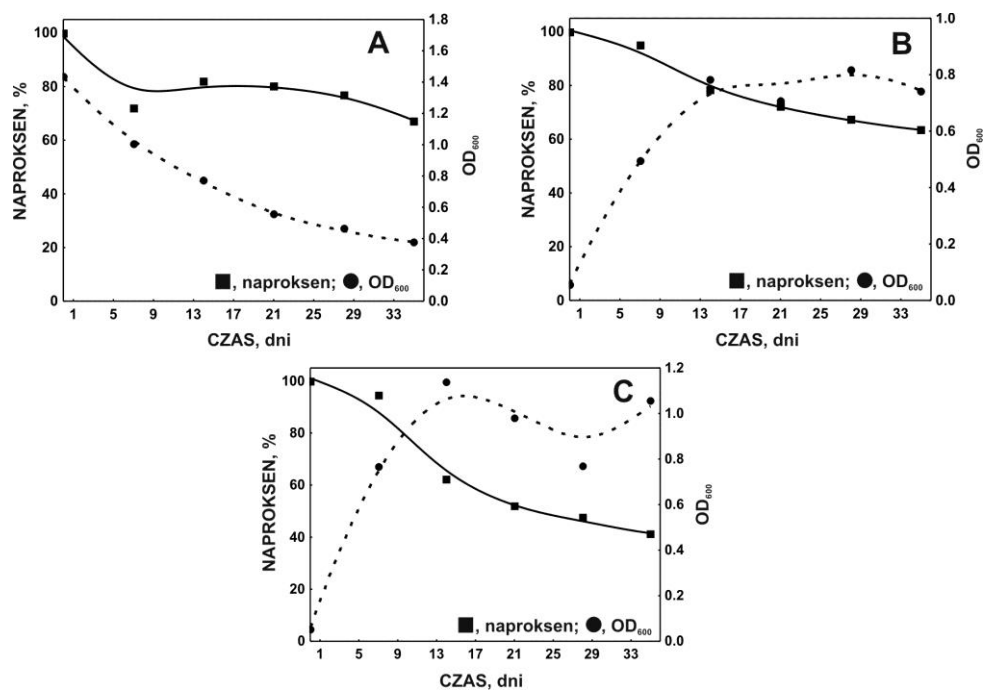 A
NAPROKSEN, %
100
80
60
40
20
0
1.8
1.6
1.4
1.2
1.0
0.8
0.6
0.4
0.2
0.0
OD600
■, naproksen; ●, OD600
1 5 9 13 17 21 25 29 33
CZAS, dni
B
NAPROKSEN, %
100
80
60
40
20
0
1.0
0.8
0.6
0.4
0.2
0.0
OD600
■, naproksen; ●, OD600
1 5 9 13 17 21 25 29 33
CZAS, dni
C
NAPROKSEN, %
100
80
60
40
20
0
1.2
1.0
0.8
0.6
0.4
0.2
0.0
OD600
■, naproksen; ●, OD600
1 5 9 13 17 21 25 29 33
CZAS, dni